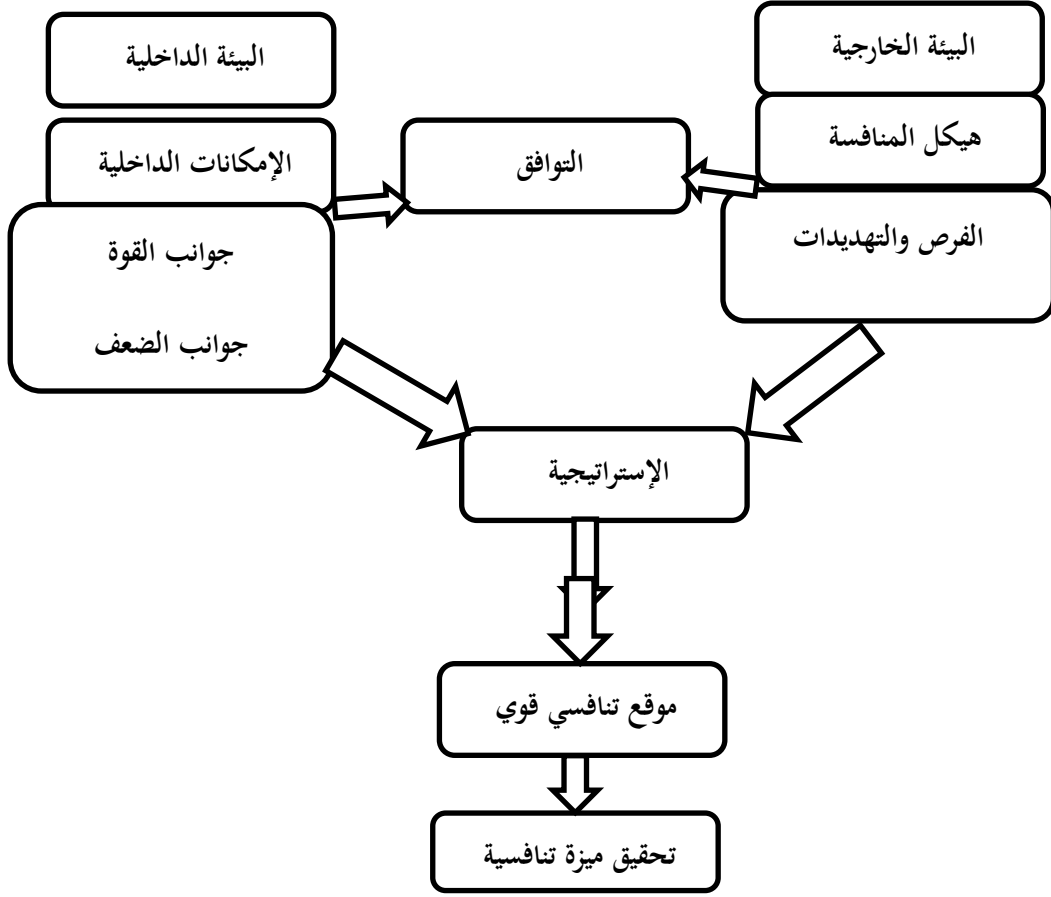 البيئة الخارجية
البيئة الداخلية
هيكل المنافسة
التوافق
الإمكانات الداخلية
الفرص والتهديدات
جوانب القوة
جوانب الضعف
الإستراتيجية
موقع تنافسي قوي
تحقيق ميزة تنافسية